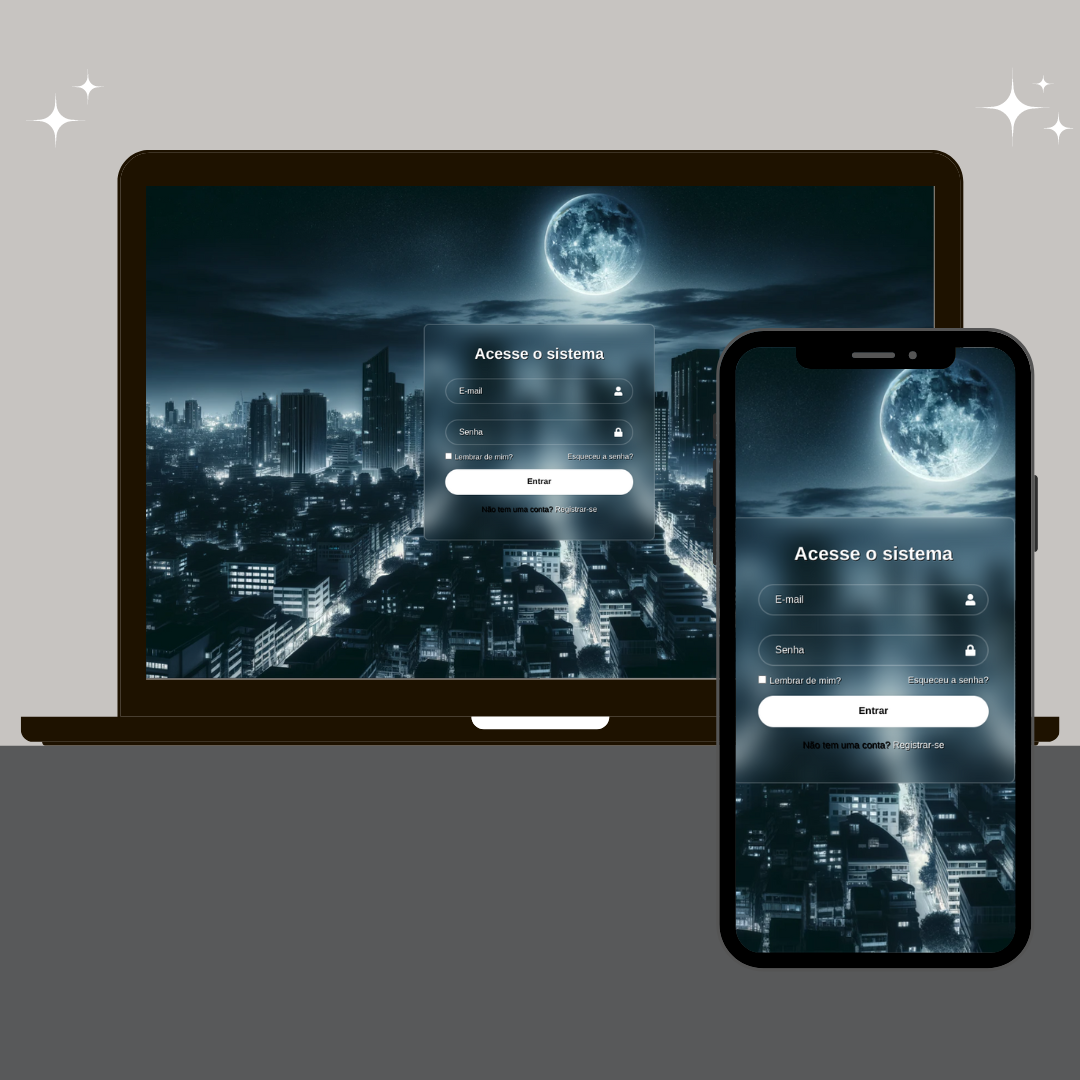 Acesse o sistema
E-mail
Senha
Lembrar de mim? Esqueceu a senha?
Entrar
Não tem uma conta? Registrar-se
Acesse o sistema
E-mail
Senha
Lembrar de mim? Esqueceu a senha?
Entrar
Não tem uma conta? Registrar-se